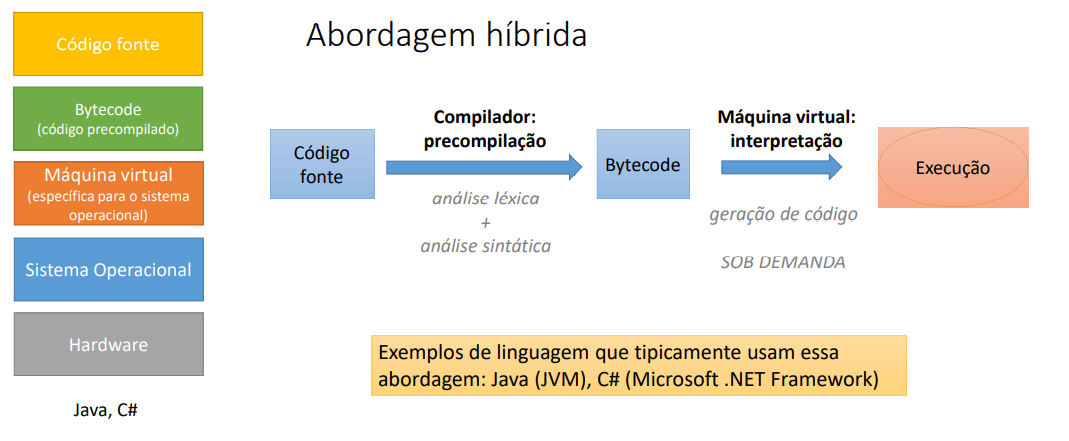 Abordagem híbrida
Código fonte
Bytecode
(código precompilado)
Máquina virtual
(específica para o sistema
operacional)
Sistema Operacional
Hardware
Java, C#
Código
fonte
Compilador:
precompilação
análise léxica
+
análise sintática
Bytecode
Máquina virtual:
interpretação
geração de código
SOB DEMANDA
Execução
Exemplos de linguagem que tipicamente usam essa
abordagem: Java (JVM), C# (Microsoft .NET Framework)